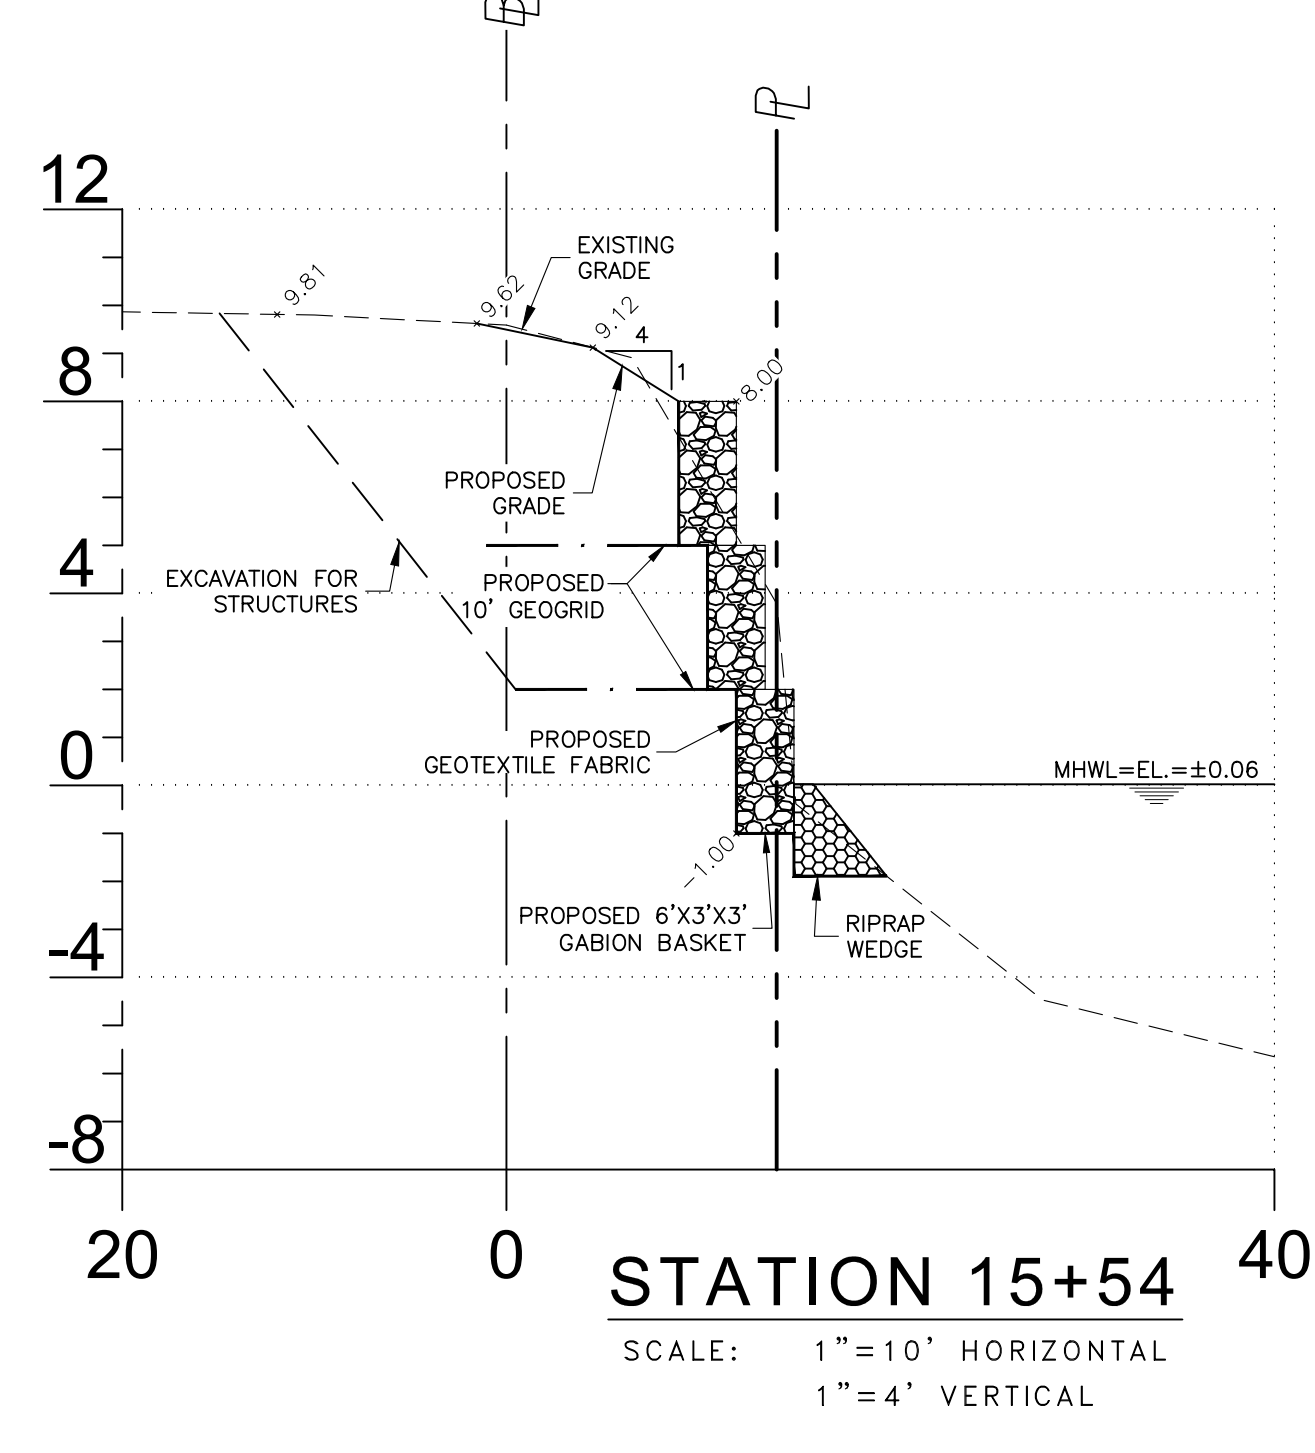 BL
PL
12
EXISTING
GRADE
9.81
9.62
9.12
4
1
8
8.00
PROPOSED
GRADE
4
EXCAVATION FOR
STRUCTURES
PROPOSED
10' GEOGRID
0
PROPOSED
GEOTEXTILE FABRIC
MHWL=EL.=±0.06
-1.00
PROPOSED 6'X3'X3'
GABION BASKET
RIPRAP
WEDGE
-4
-8
20
0
40
STATION 15+54
SCALE: 1"=10' HORIZONTAL
1"=4' VERTICAL